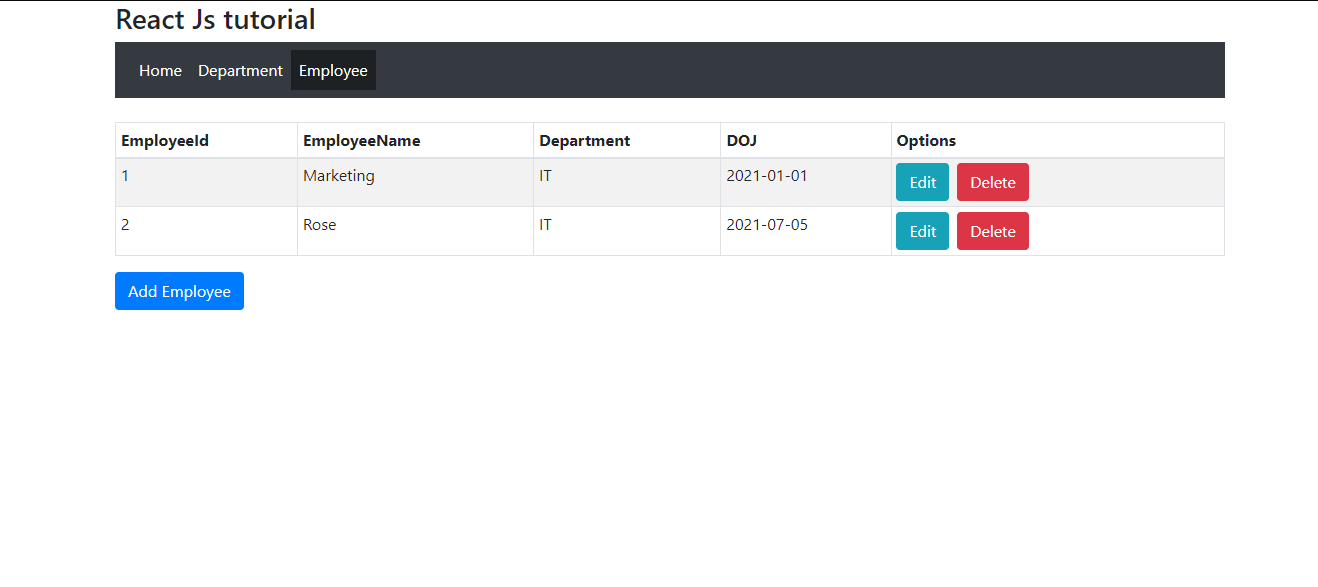 React Js tutorial
Home Department Employee
EmployeeId EmployeeName Department DOJ Options
1 Marketing IT 2021-01-01 Edit Delete
2 Rose IT 2021-07-05 Edit Delete
Add Employee